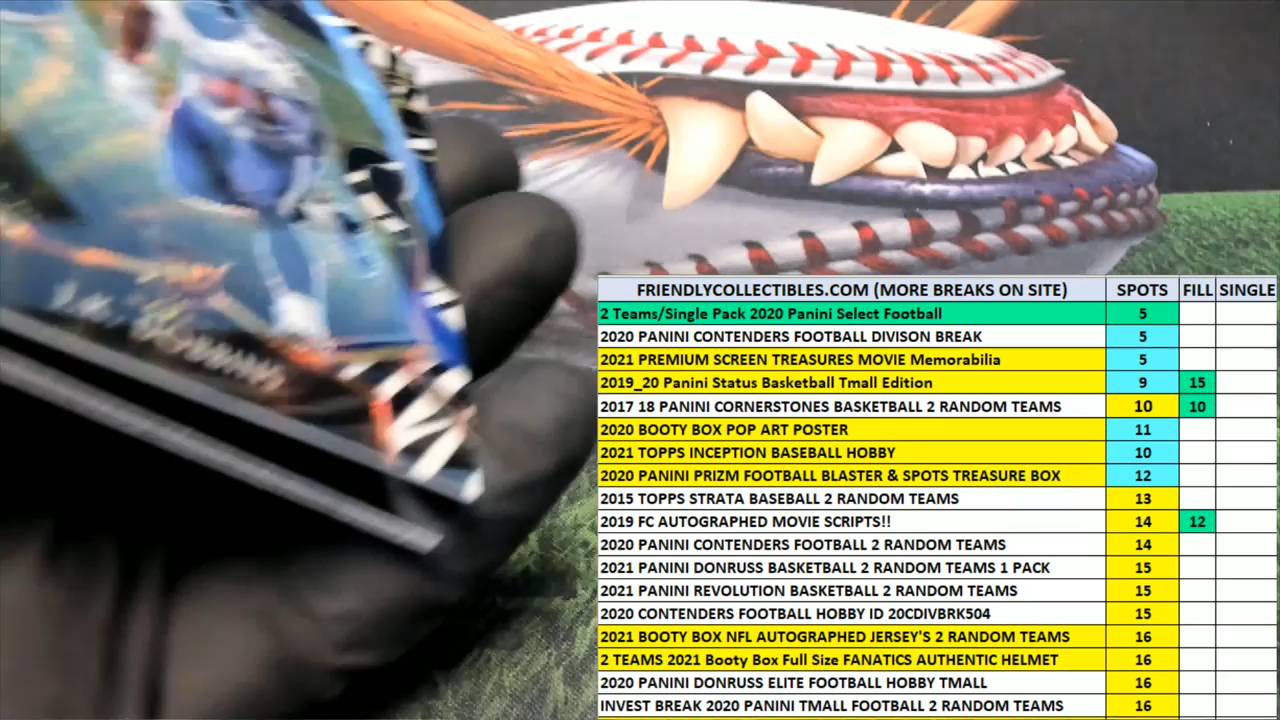 FRIENDLYCOLLECTIBLES.COM (MORE BREAKS ON SITE) SPOTS FILL SINGLE
2 Teams/Single Pack 2020 Panini Select Football 5
2020 PANINI CONTENDERS FOOTBALL DIVISON BREAK 5
2021 PREMIUM SCREEN TREASURES MOVIE Memorabilia 5
2019_20 Panini Status Basketball Tmall Edition 9 15
2017 18 PANINI CORNERSTONES BASKETBALL 2 RANDOM TEAMS 10 10
2020 BOOTY BOX POP ART POSTER 11
2021 TOPPS INCEPTION BASEBALL HOBBY 10
2020 PANINI PRIZM FOOTBALL BLASTER & SPOTS TREASURE BOX 12
2015 TOPPS STRATA BASEBALL 2 RANDOM TEAMS 13
2019 FC AUTOGRAPHED MOVIE SCRIPTS!! 14 12
2020 PANINI CONTENDERS FOOTBALL 2 RANDOM TEAMS 14
2021 PANINI DONRUSS BASKETBALL 2 RANDOM TEAMS 1 PACK 15
2021 PANINI REVOLUTION BASKETBALL 2 RANDOM TEAMS 15
2020 CONTENDERS FOOTBALL HOBBY ID 20CDIVBRK504 15
2021 BOOTY BOX NFL AUTOGRAPHED JERSEY'S 2 RANDOM TEAMS 16
2 TEAMS 2021 Booty Box Full Size FANATICS AUTHENTIC HELMET 16
2020 PANINI DONRUSS ELITE FOOTBALL HOBBY TMALL 16
INVEST BREAK 2020 PANINI TMALL FOOTBALL 2 RANDOM TEAMS 16